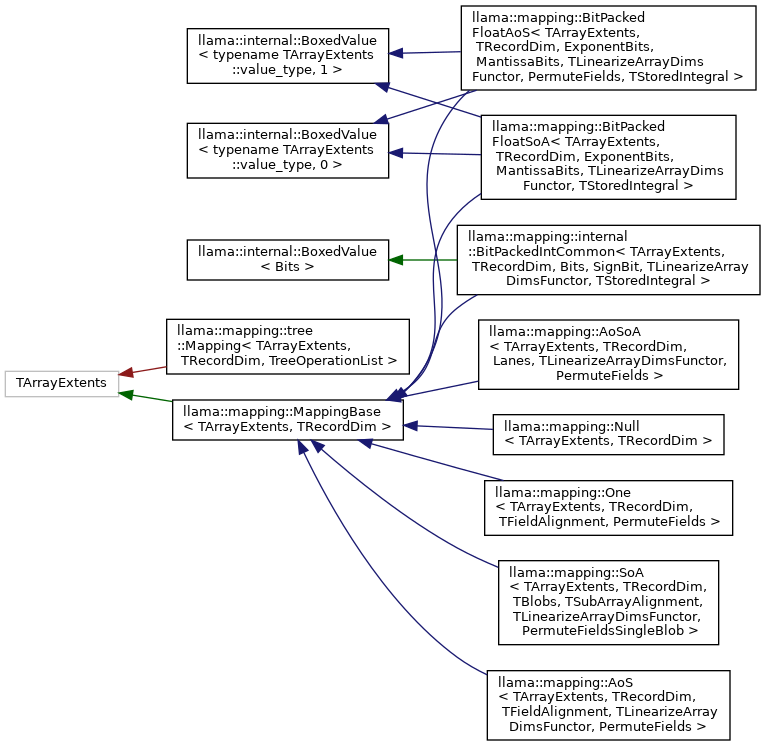 llama::internal::BoxedValue
< typename TArrayExtents
::value_type, 1 >
llama::internal::BoxedValue
< typename TArrayExtents
::value_type, 0 >
llama::internal::BoxedValue
< Bits >
llama::mapping::tree
::Mapping< TArrayExtents,
TRecordDim, TreeOperationList >
TArrayExtents
llama::mapping::MappingBase
< TArrayExtents, TRecordDim >
llama::mapping::BitPacked
FloatAoS< TArrayExtents,
TRecordDim, ExponentBits,
MantissaBits, TLinearizeArrayDims
Functor, PermuteFields, TStoredIntegral >
llama::mapping::BitPacked
FloatSoA< TArrayExtents,
TRecordDim, ExponentBits,
MantissaBits, TLinearizeArrayDims
Functor, TStoredIntegral >
llama::mapping::internal
::BitPackedIntCommon< TArrayExtents,
TRecordDim, Bits, SignBit, TLinearizeArray
DimsFunctor, TStoredIntegral >
llama::mapping::AoSoA
< TArrayExtents, TRecordDim,
Lanes, TLinearizeArrayDimsFunctor,
PermuteFields >
llama::mapping::Null
< TArrayExtents, TRecordDim >
llama::mapping::One
< TArrayExtents, TRecordDim,
TFieldAlignment, PermuteFields >
llama::mapping::SoA
< TArrayExtents, TRecordDim,
TBlobs, TSubArrayAlignment,
TLinearizeArrayDimsFunctor,
PermuteFieldsSingleBlob >
llama::mapping::AoS
< TArrayExtents, TRecordDim,
TFieldAlignment, TLinearizeArray
DimsFunctor, PermuteFields >